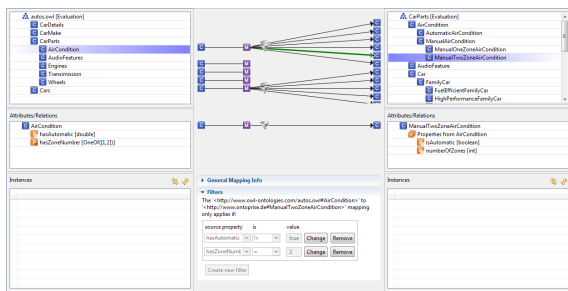 autos.owl [Evaluation]
CarDetails
CarMake
CarParts
AirCondition
AudioFeatures
Engines
Transimission
Wheels
Cars
CarParts [Evaluation]
AirCondition
AutomaticAirCondition
ManualAirCondition
ManualOneZoneAirCondition
ManualTwoZoneAirCondition
AudioFeature
Car
FamilyCar
FuelEfficientFamilyCar
HighPerformanceFamilyCar
Attributes/Relations
AirCondition
hasAutomatic [double]
hasZoneNumber [OneOf([1,2])]
Attributes/Relations
ManualTwoZoneAirCondition
Properties from AirCondition
isAutomatic [boolean]
numberOfZones [int]
Instances
General Mapping Info
Filters
The '<http://www.owl-ontologies.com/autos.owl#AirCondition>' to
'<http://www.ontoprise.de#ManualTwoZoneAirCondition>' mapping
only applies if:
source property is value
hasAutomatic != true Change Remove
hasZoneNumb = 2 Change Remove
Create new filter
Instances